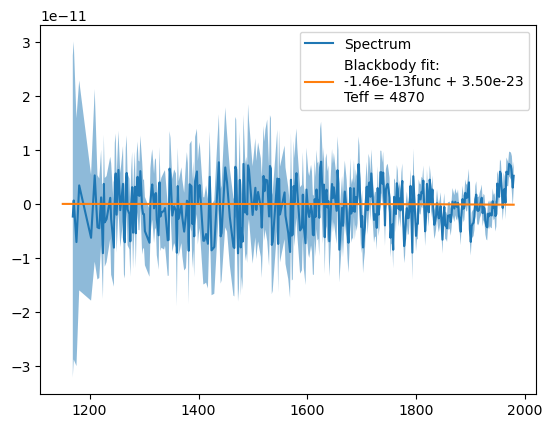 1e−11
3
2
1
0
−1
−2
−3
1200
1400
1600
1800
2000
Spectrum
Blackbody fit:
-1.46e-13func + 3.50e-23
Teff = 4870